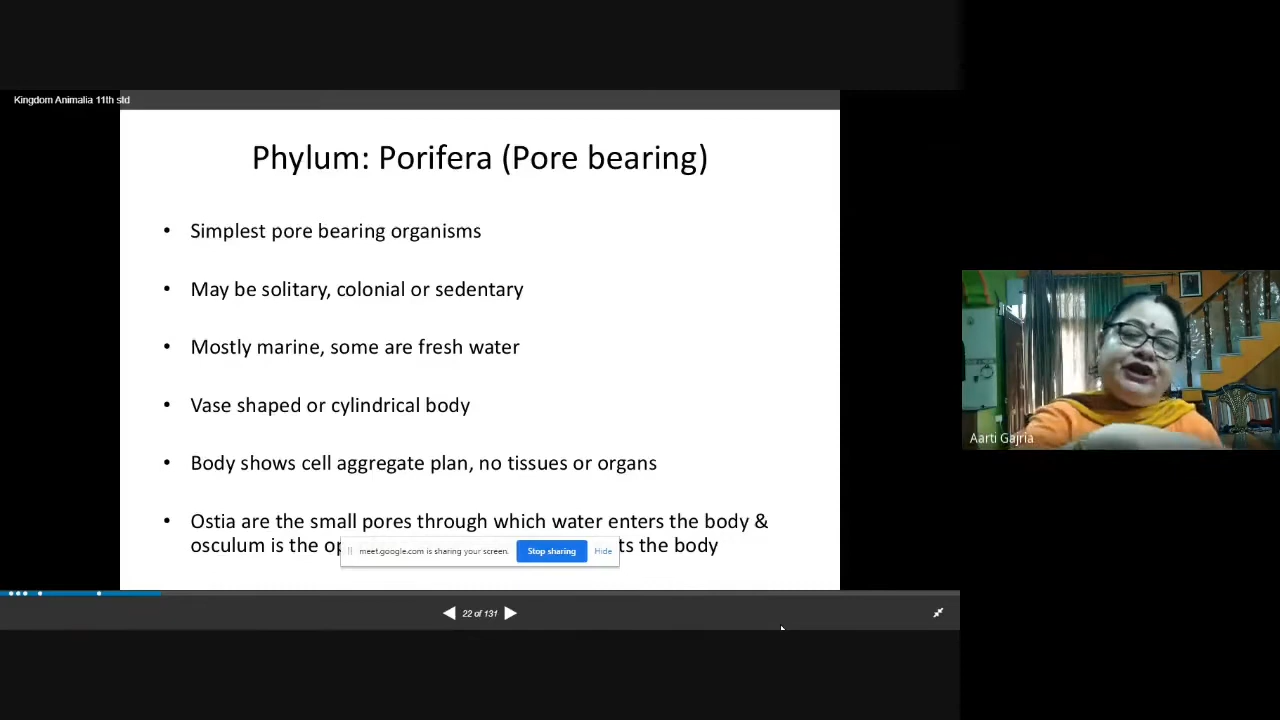 Kingdom Animalia 11th std
Phylum: Porifera (Pore bearing)
• Simplest pore bearing organisms
• May be solitary, colonial or sedentary
• Mostly marine, some are fresh water
• Vase shaped or cylindrical body
• Body shows cell aggregate plan, no tissues or organs
• Ostia are the small pores through which water enters the body &
osculum is the
ts the body
meet.google.com is sharing your screen.
Stop sharing
Hide
22 of 131
Aarti Gajria